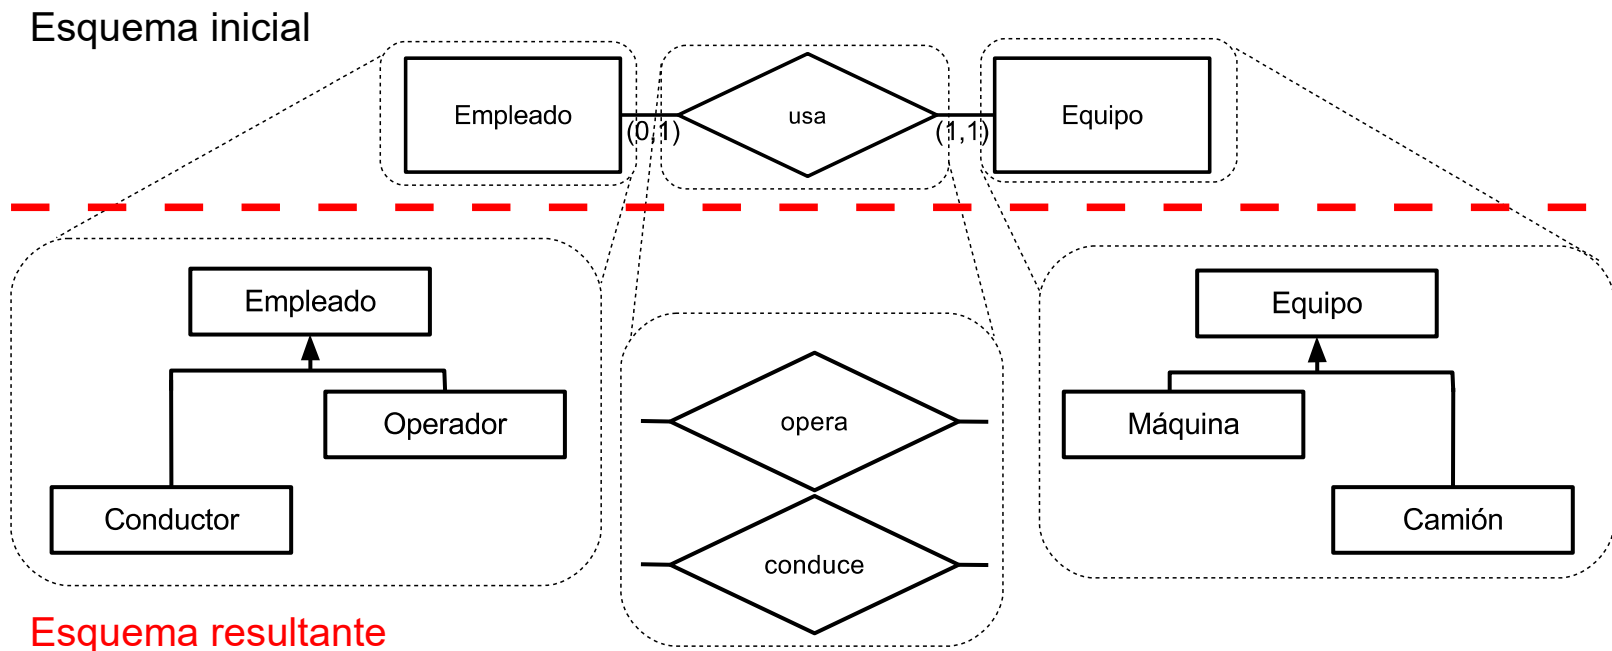 Esquema inicial
Empleado
(0,1)
usa
(1,1)
Equipo
Empleado
Operador
Conductor
opera
conduce
Equipo
Máquina
Camión
Esquema resultante